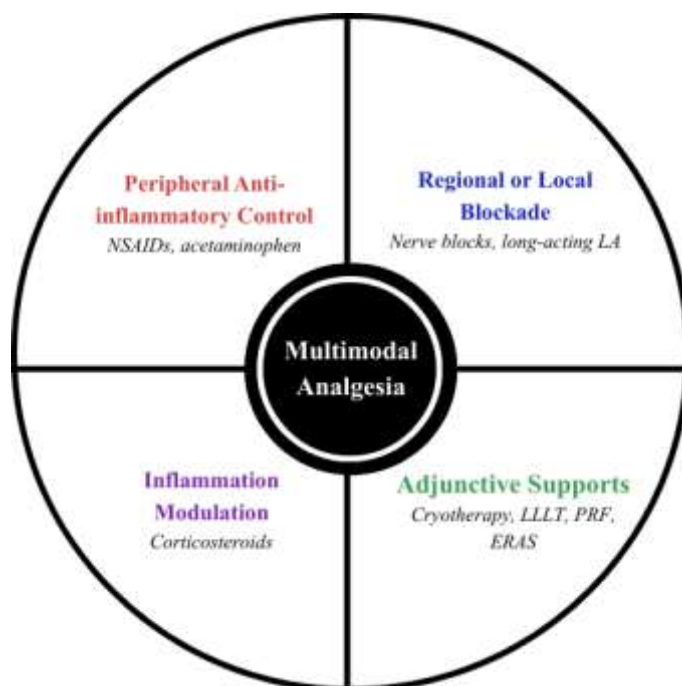 Peripheral Anti-
inflammatory Control
NSAIDs, acetaminophen
Regional or Local
Blockade
Nerve blocks, long-acting LA
Multimodal
Analgesia
Inflammation
Modulation
Corticosteroids
Adjunctive Supports
Cryotherapy, LLLT, PRF,
ERAS